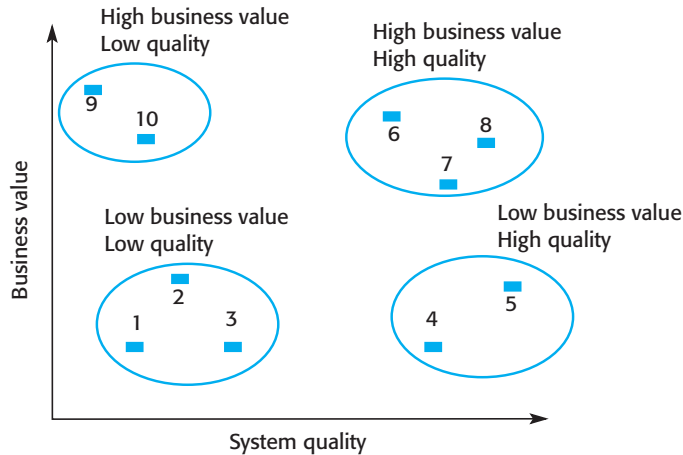 High business value
Low quality
9
10
High business value
High quality
6
8
7
Low business value
Low quality
2
1
3
Low business value
High quality
5
4
Business value
System quality